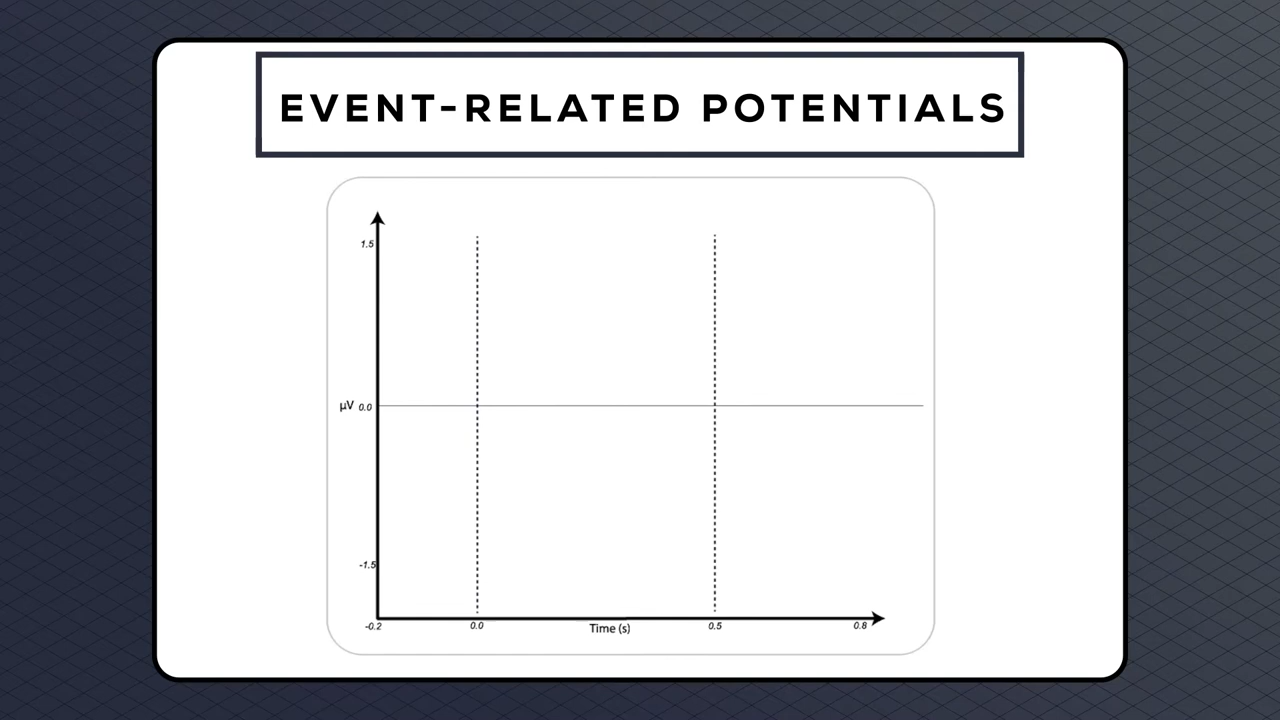 EVENT-RELATED POTENTIALS
1.5
µV 0.0
-1.5
-0.2 0.0 Time (s) 0.5 0.8